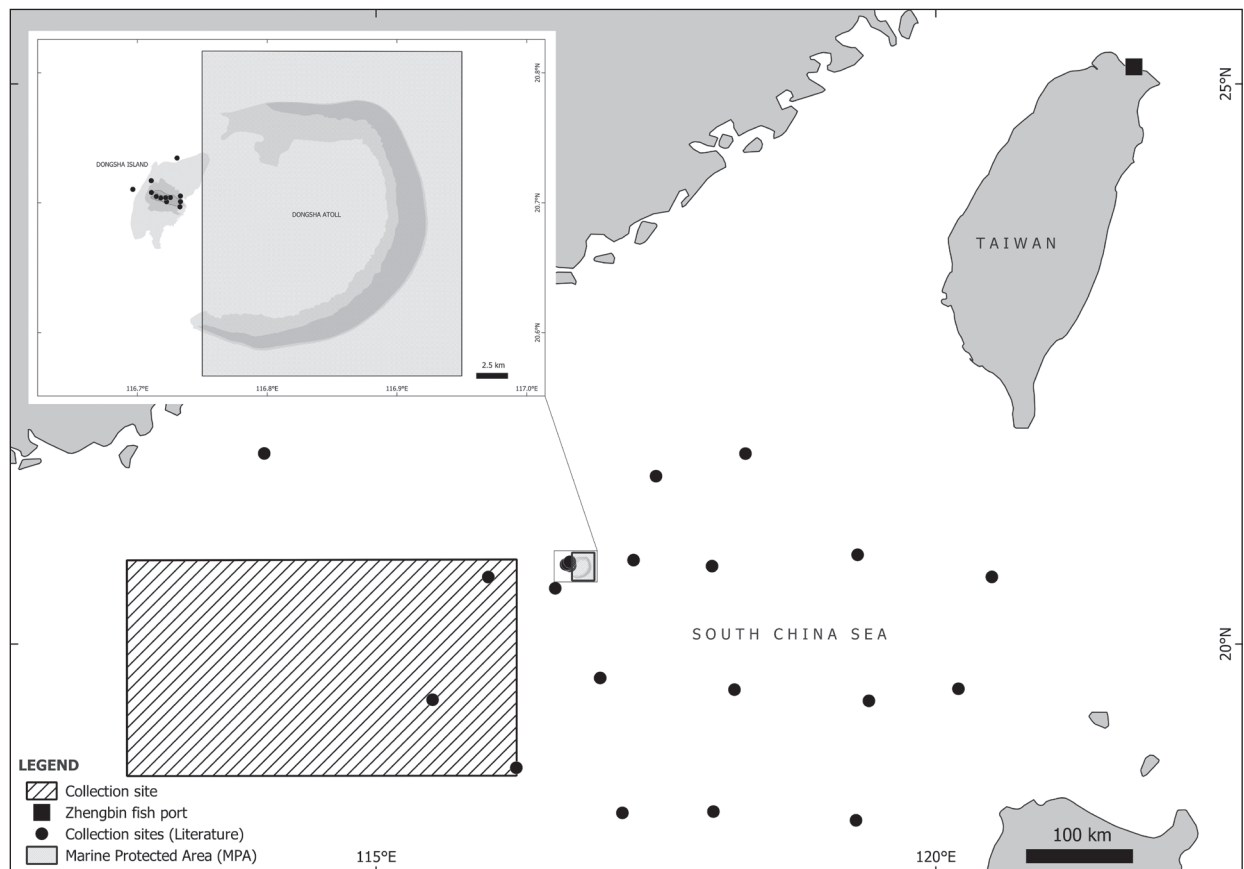 DONGSHA ISLAND
DONGSHA ATOLL
20.8°N
20.7°N
20.6°N
2.5 km
116.7°E
116.8°E
116.9°E
117.0°E
25°N
TAIWAN
SOUTH CHINA SEA
20°N
LEGEND
Collection site
Zhengbin fish port
Collection sites (Literature)
Marine Protected Area (MPA)
115°E
120°E
100 km